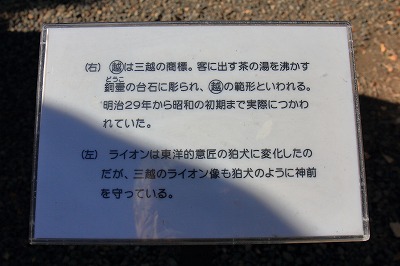 (右) ㊥は三越の商標。客に出す茶の湯を沸かす
どうこ
銅壷の台石に彫られ、の範形といわれる。
明治29年から昭和の初期まで実際につかわ
れていた。
(左) ライオンは東洋的意匠の狛犬に変化したの
だが、三越のライオン像も狛犬のように神前
を守っている。